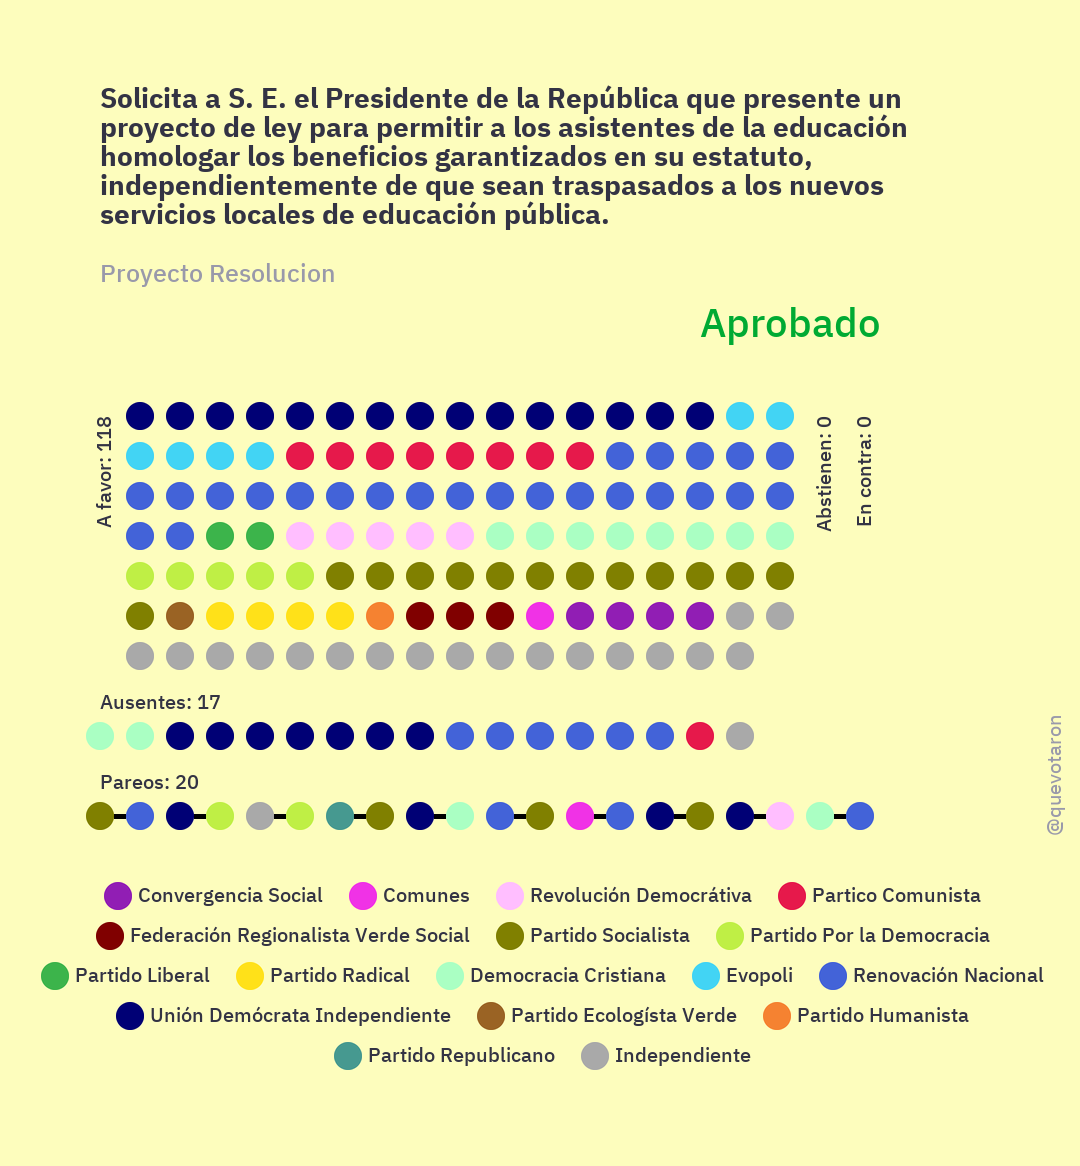 Solicita a S. E. el Presidente de la República que presente un
proyecto de ley para permitir a los asistentes de la educación
homologar los beneficios garantizados en su estatuto,
independientemente de que sean traspasados a los nuevos
servicios locales de educación pública.
Proyecto Resolucion
Aprobado
A favor: 118
Abstienen: 0
En contra: 0
Ausentes: 17
Pareos: 20
@quevotaron
Convergencia Social Comunes Revolución Democrátiva Partico Comunista
Federación Regionalista Verde Social Partido Socialista Partido Por la Democracia
Partido Liberal Partido Radical Democracia Cristiana Evopoli Renovación Nacional
Unión Demócrata Independiente Partido Ecologísta Verde Partido Humanista
Partido Republicano Independiente